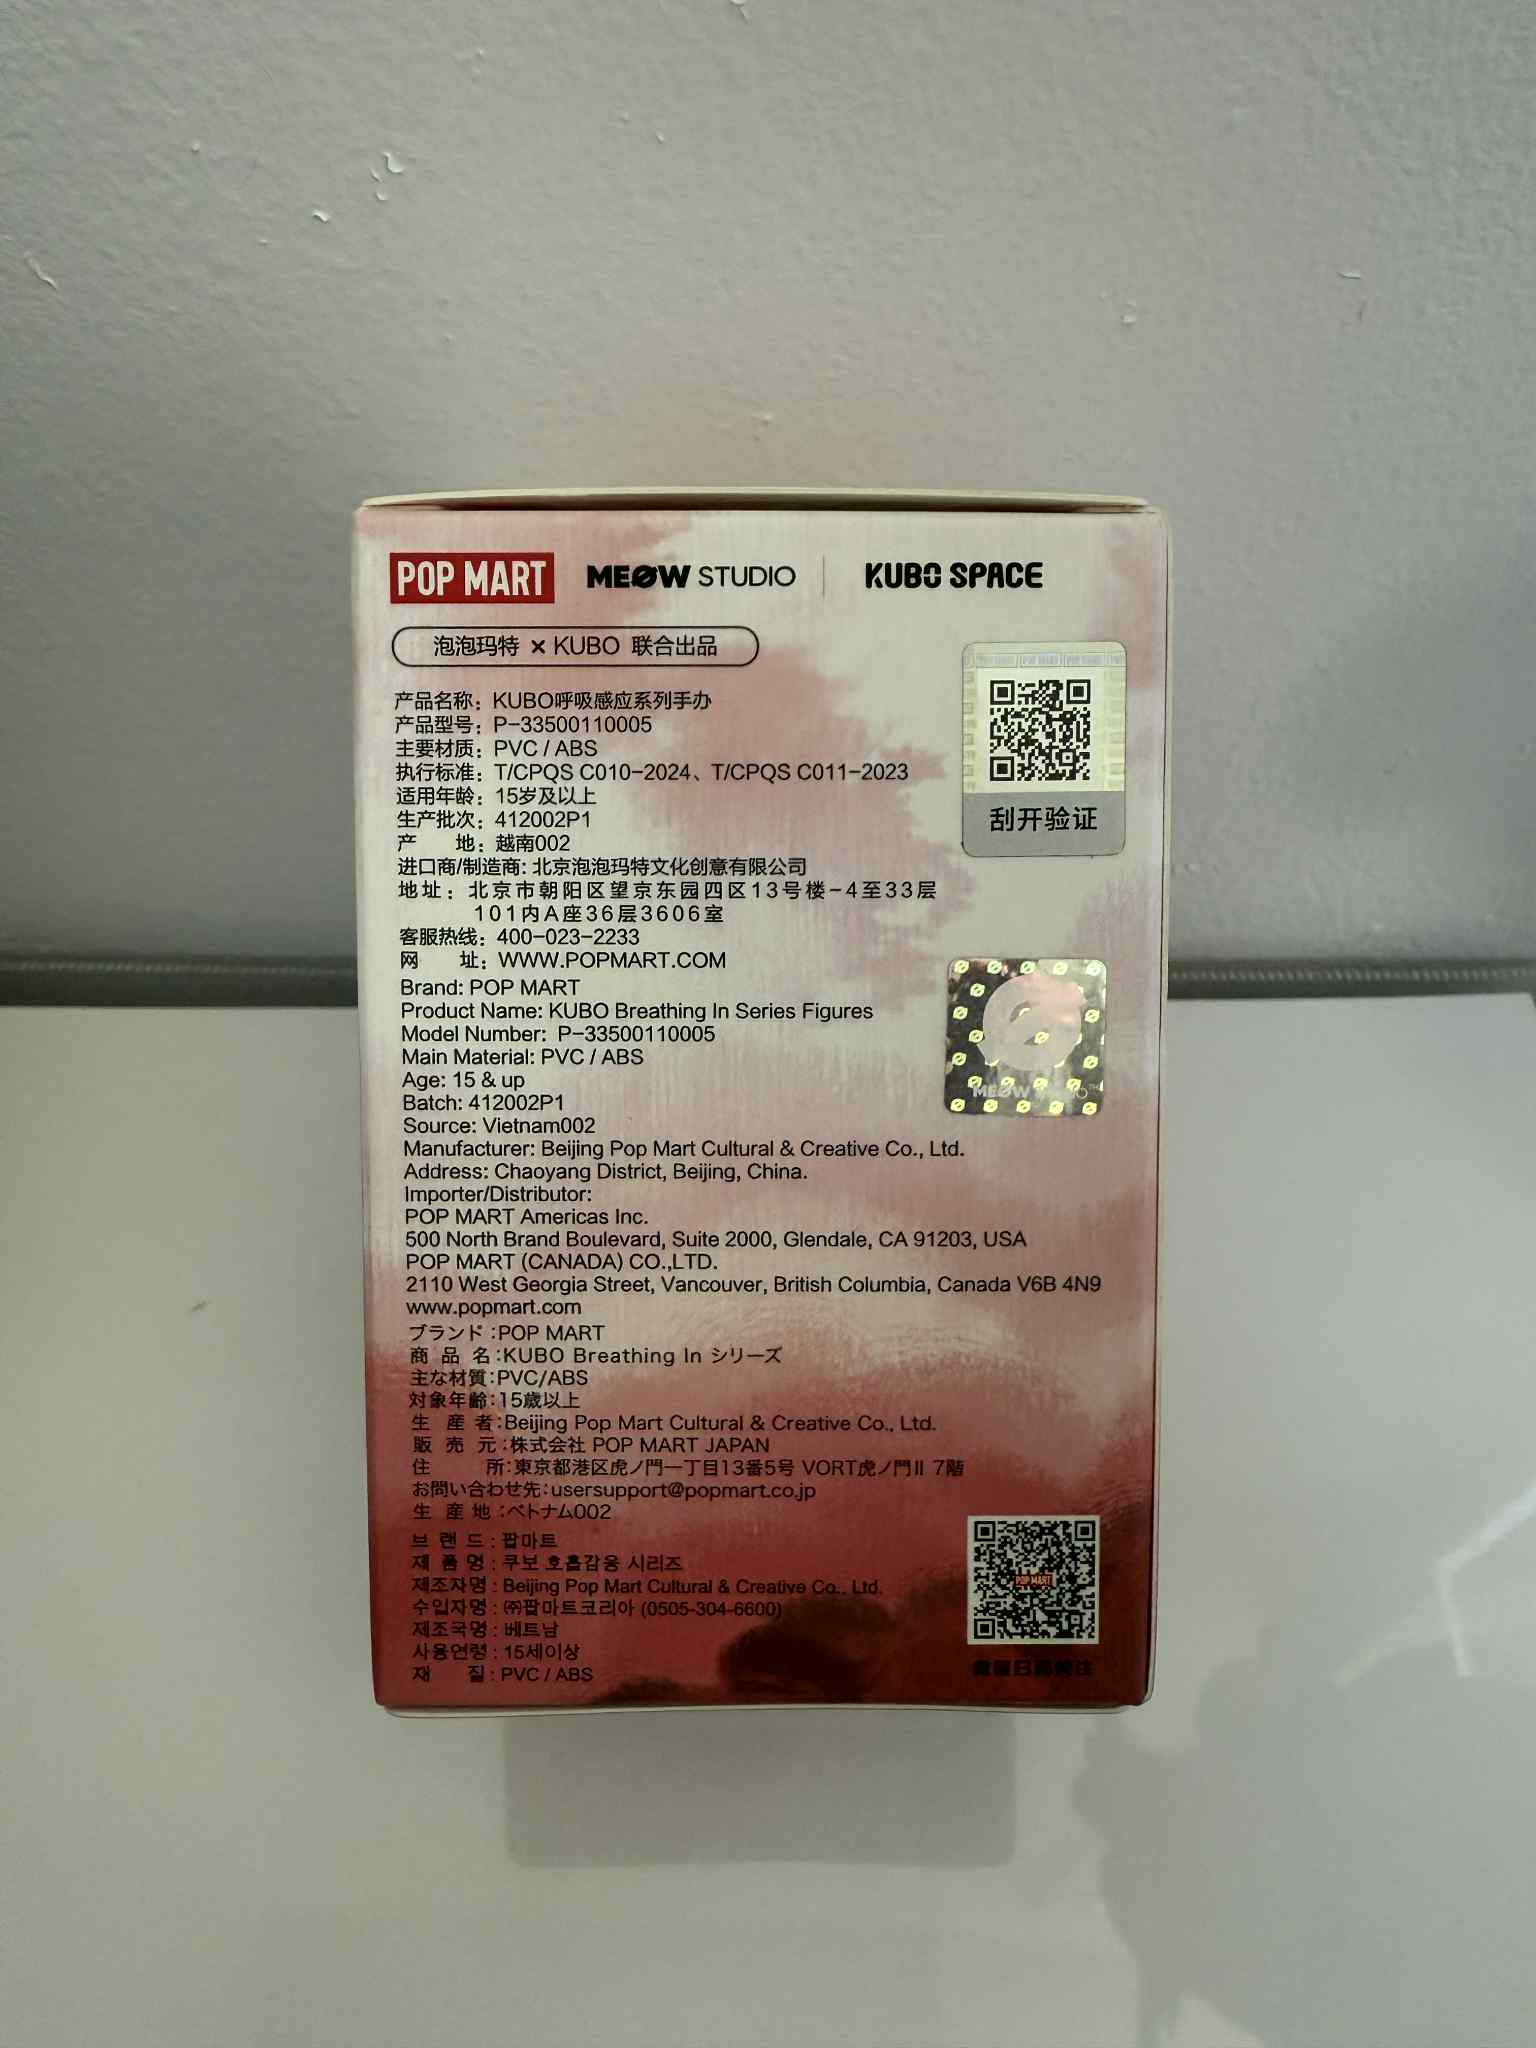 POP MART MEØW STUDIO KUBO SPACE
泡泡玛特 × KUBO 联合出品
产品名称：KUBO呼吸感应系列手办
产品型号：P-33500110005
主要材质：PVC / ABS
执行标准：T/CPQS C010-2024、T/CPQS C011-2023
适用年龄：15岁及以上
生产批次：412002P1
产 地：越南002
进口商/制造商: 北京泡泡玛特文化创意有限公司
地址：北京市朝阳区望京东园四区13号楼-4至33层
101内A座36层3606室
客服热线：400-023-2233
网 址：WWW.POPMART.COM
刮开验证
Brand: POP MART
Product Name: KUBO Breathing In Series Figures
Model Number: P-33500110005
Main Material: PVC / ABS
Age: 15 & up
Batch: 412002P1
Source: Vietnam002
Manufacturer: Beijing Pop Mart Cultural & Creative Co., Ltd.
Address: Chaoyang District, Beijing, China.
Importer/Distributor:
POP MART Americas Inc.
500 North Brand Boulevard, Suite 2000, Glendale, CA 91203, USA
POP MART (CANADA) CO.,LTD.
2110 West Georgia Street, Vancouver, British Columbia, Canada V6B 4N9
www.popmart.com
MEØW
ブランド:POP MART
商品名:KUBO Breathing In シリーズ
主な材質:PVC/ABS
対象年齢:15歳以上
生産者:Beijing Pop Mart Cultural & Creative Co., Ltd.
販売元:株式会社 POP MART JAPAN
住 所:東京都港区虎ノ門一丁目13番5号 VORT虎ノ門II 7階
お問い合わせ先:usersupport@popmart.co.jp
生産地:ベトナム002
브랜드: 팝마트
제품명: 쿠보 호흡감응 시리즈
제조자명: Beijing Pop Mart Cultural & Creative Co., Ltd.
수입자명: ㈜팝마트코리아 (0505-304-6600)
제조국명: 베트남
사용연령: 15세이상
재 질: PVC / ABS
POP MART